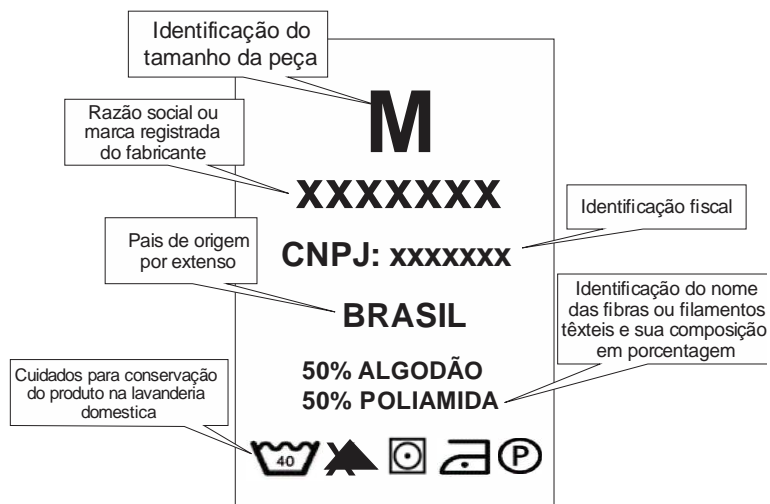 Identificação do
tamanho da peça
M
Razão social ou
marca registrada
do fabricante
xxxxxxx
Identificação fiscal
CNPJ: xxxxxxx
Pais de origem
por extenso
BRASIL
Identificação do nome
das fibras ou filamentos
têxteis e sua composição
em porcentagem
50% ALGODÃO
50% POLIAMIDA
Cuidados para conservação
do produto na lavanderia
domestica
40
P